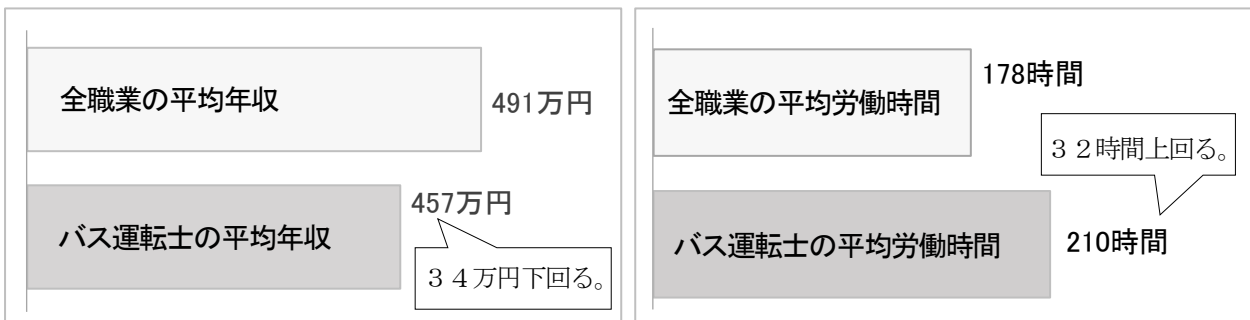 全職業の平均年収
491万円
バス運転士の平均年収
457万円
３４万円下回る。
全職業の平均労働時間
178時間
３２時間上回る。
バス運転士の平均労働時間
210時間